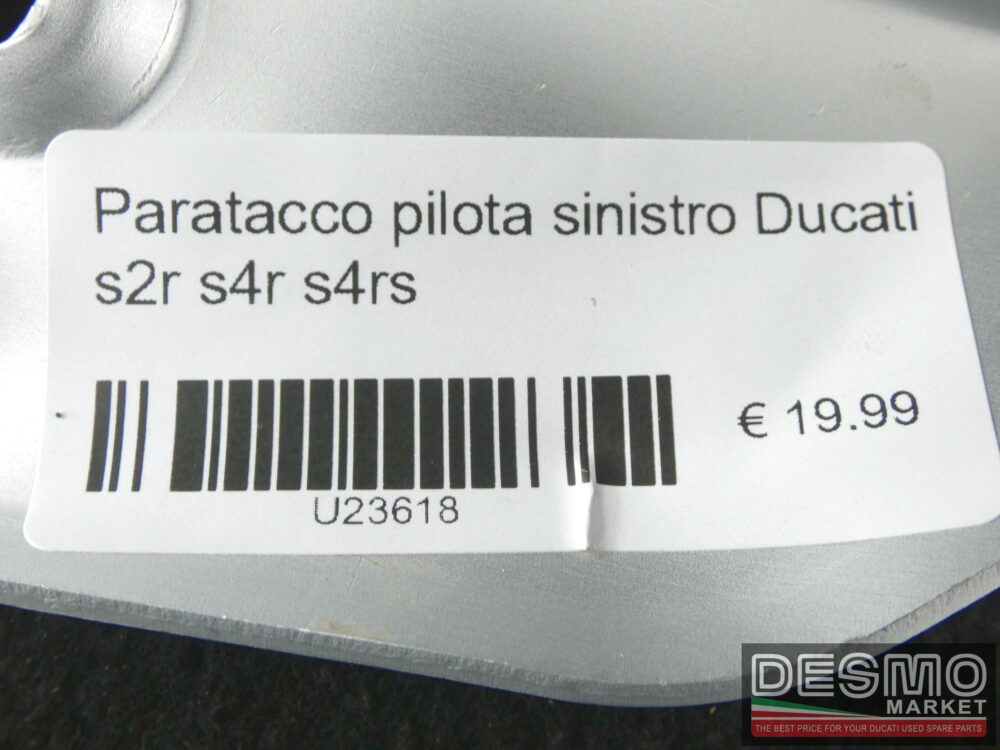 Paratacco pilota sinistro Ducati
s2r s4r s4rs
€ 19.99
U23618
DESMO
MARKET
THE BEST PRICE FOR YOUR DUCATI USED SPARE PARTS